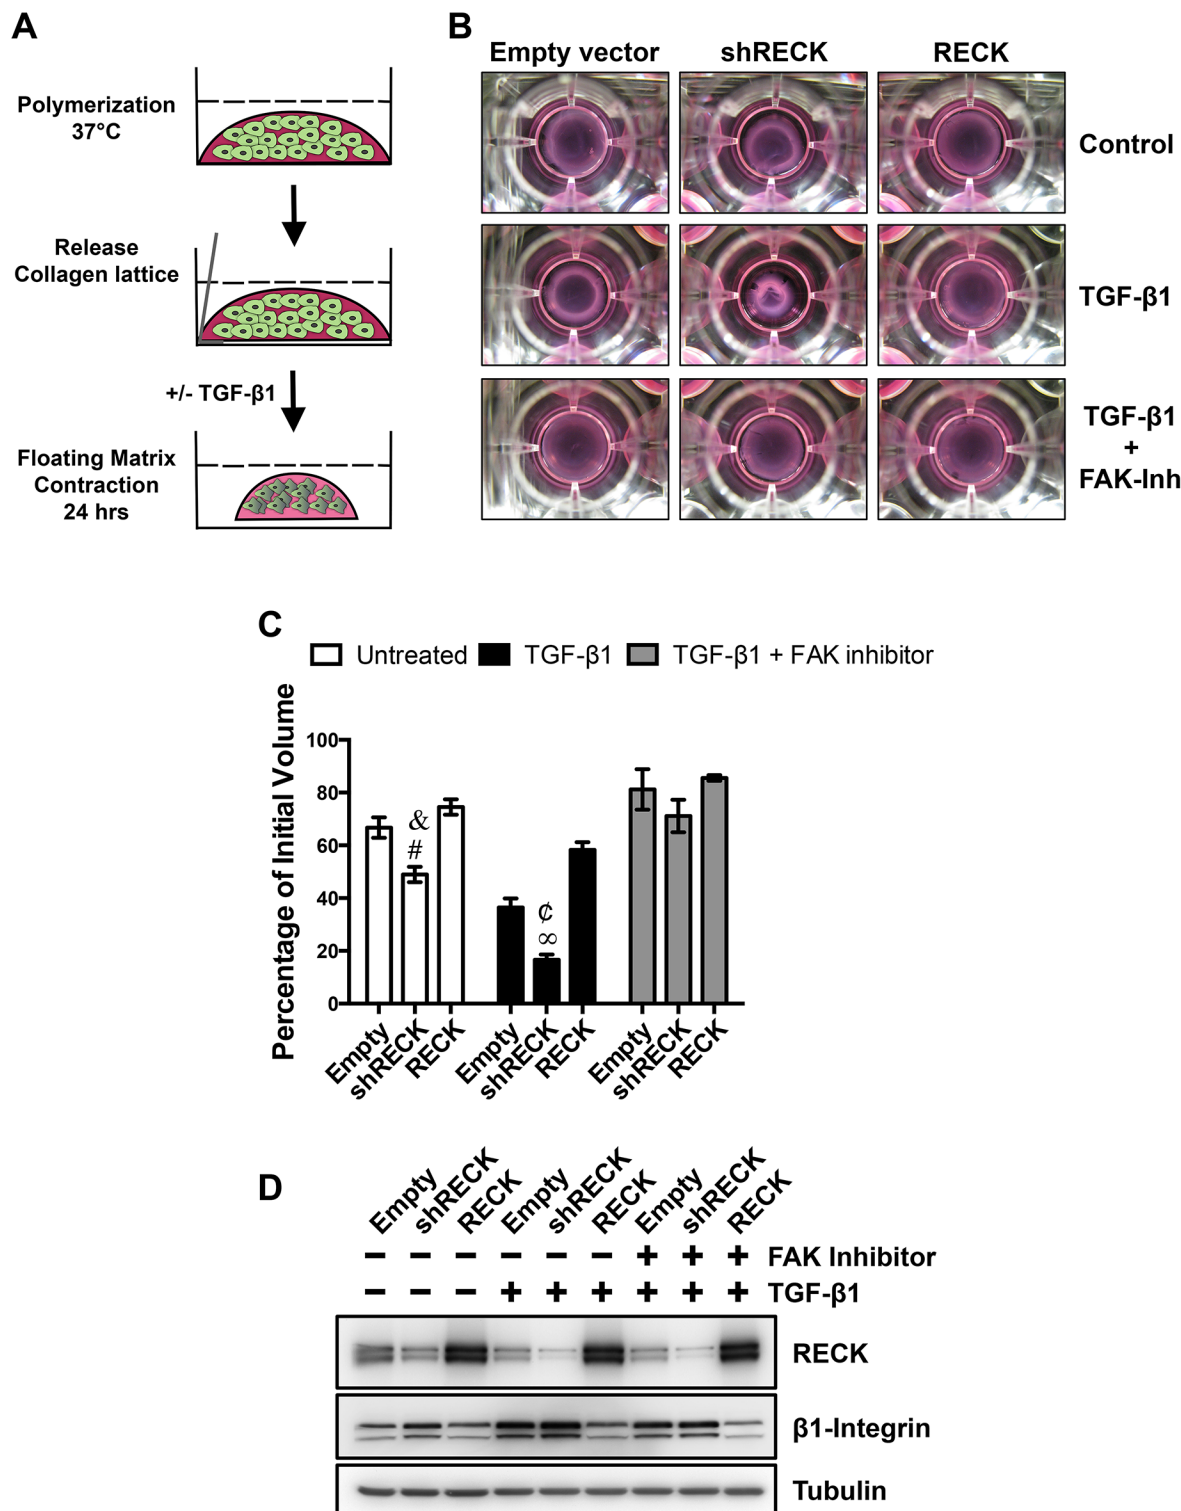 A
Polymerization
37°C
Release
Collagen lattice
+/- TGF-β1
Floating Matrix
Contraction
24 hrs
B
Empty vector shRECK RECK
Control
TGF-β1
TGF-β1
+
FAK-Inh
C
Untreated TGF-β1 TGF-β1 + FAK inhibitor
Percentage of Initial Volume
100
80
60
40
20
0
&
#
¢
∞
Empty shRECK RECK Empty shRECK RECK Empty shRECK RECK
D
Empty shRECK RECK Empty shRECK RECK Empty shRECK RECK
− − − − − − + + + FAK Inhibitor
− − − + + + + + + TGF-β1
RECK
β1-Integrin
Tubulin